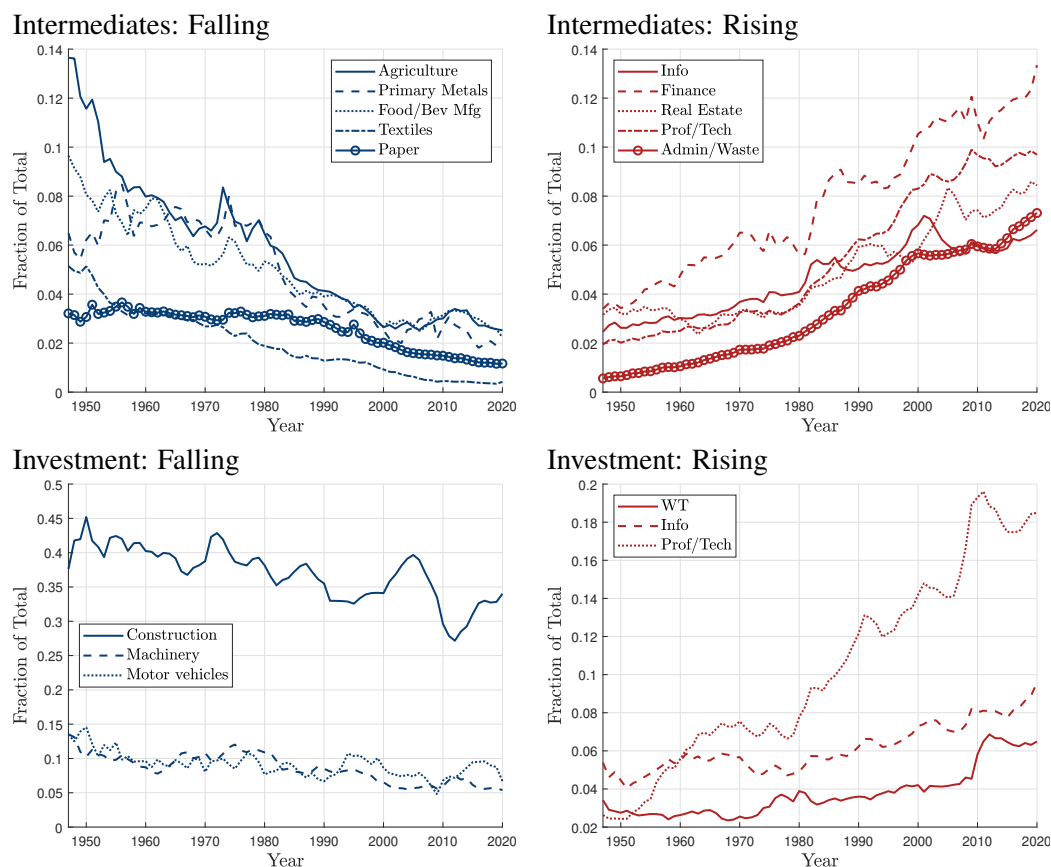 Intermediates: Falling
0.14
0.12
0.1
0.08
0.06
0.04
0.02
0
Fraction of Total
Agriculture
Primary Metals
Food/Bev Mfg
Textiles
Paper
1950 1960 1970 1980 1990 2000 2010 2020
Year
Intermediates: Rising
0.14
0.12
0.1
0.08
0.06
0.04
0.02
0
Fraction of Total
Info
Finance
Real Estate
Prof/Tech
Admin/Waste
1950 1960 1970 1980 1990 2000 2010 2020
Year
Investment: Falling
0.5
0.45
0.4
0.35
0.3
0.25
0.2
0.15
0.1
0.05
0
Fraction of Total
Construction
Machinery
Motor vehicles
1950 1960 1970 1980 1990 2000 2010 2020
Year
Investment: Rising
0.2
0.18
0.16
0.14
0.12
0.1
0.08
0.06
0.04
0.02
Fraction of Total
WT
Info
Prof/Tech
1950 1960 1970 1980 1990 2000 2010 2020
Year